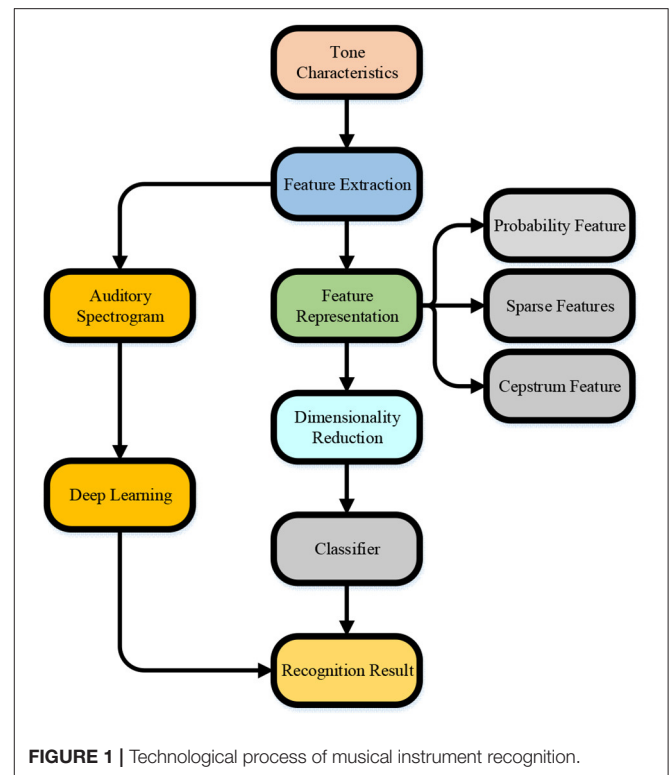 Tone
Characteristics
Feature Extraction
Probability Feature
Auditory
Spectrogram
Feature
Representation
Sparse Features
Cepstrum Feature
Dimensionality
Reduction
Deep Learning
Classifier
Recognition Result
FIGURE 1 | Technological process of musical instrument recognition.